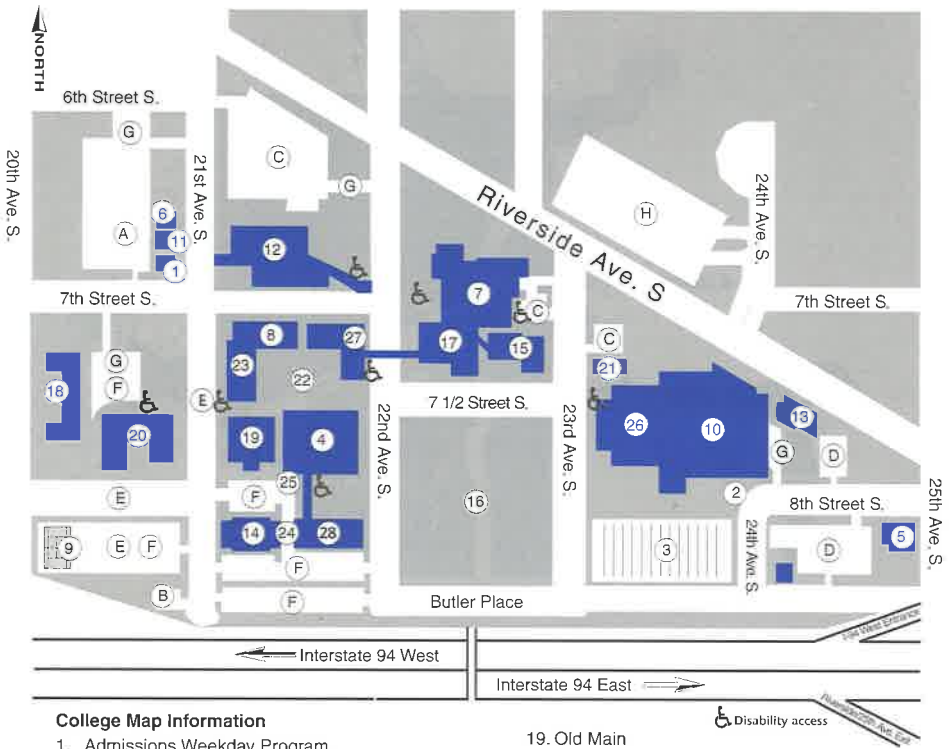 NORTH
6th Street S.
20th Ave. S.
21st Ave. S.
G
C
G
A
6
11
1
12
Riverside Ave. S
H
24th Ave. S.
7th Street S.
7th Street S.
7
C
17
15
8
27
23
22
G
F
18
20
E
19
4
25
F
22nd Ave. S.
7 1/2 Street S.
23rd Ave. S.
C
21
26
10
13
G
D
2
16
E
8th Street S.
25th Ave. S.
9
E
F
14
24
28
F
3
24th Ave. S.
D
5
B
F
Butler Place
I-94 West Entrance
Interstate 94 West
Interstate 94 East
Riverside/25th Ave. Exit
Disability access
College Map Information
1. Admissions Weekday Program
19. Old Main